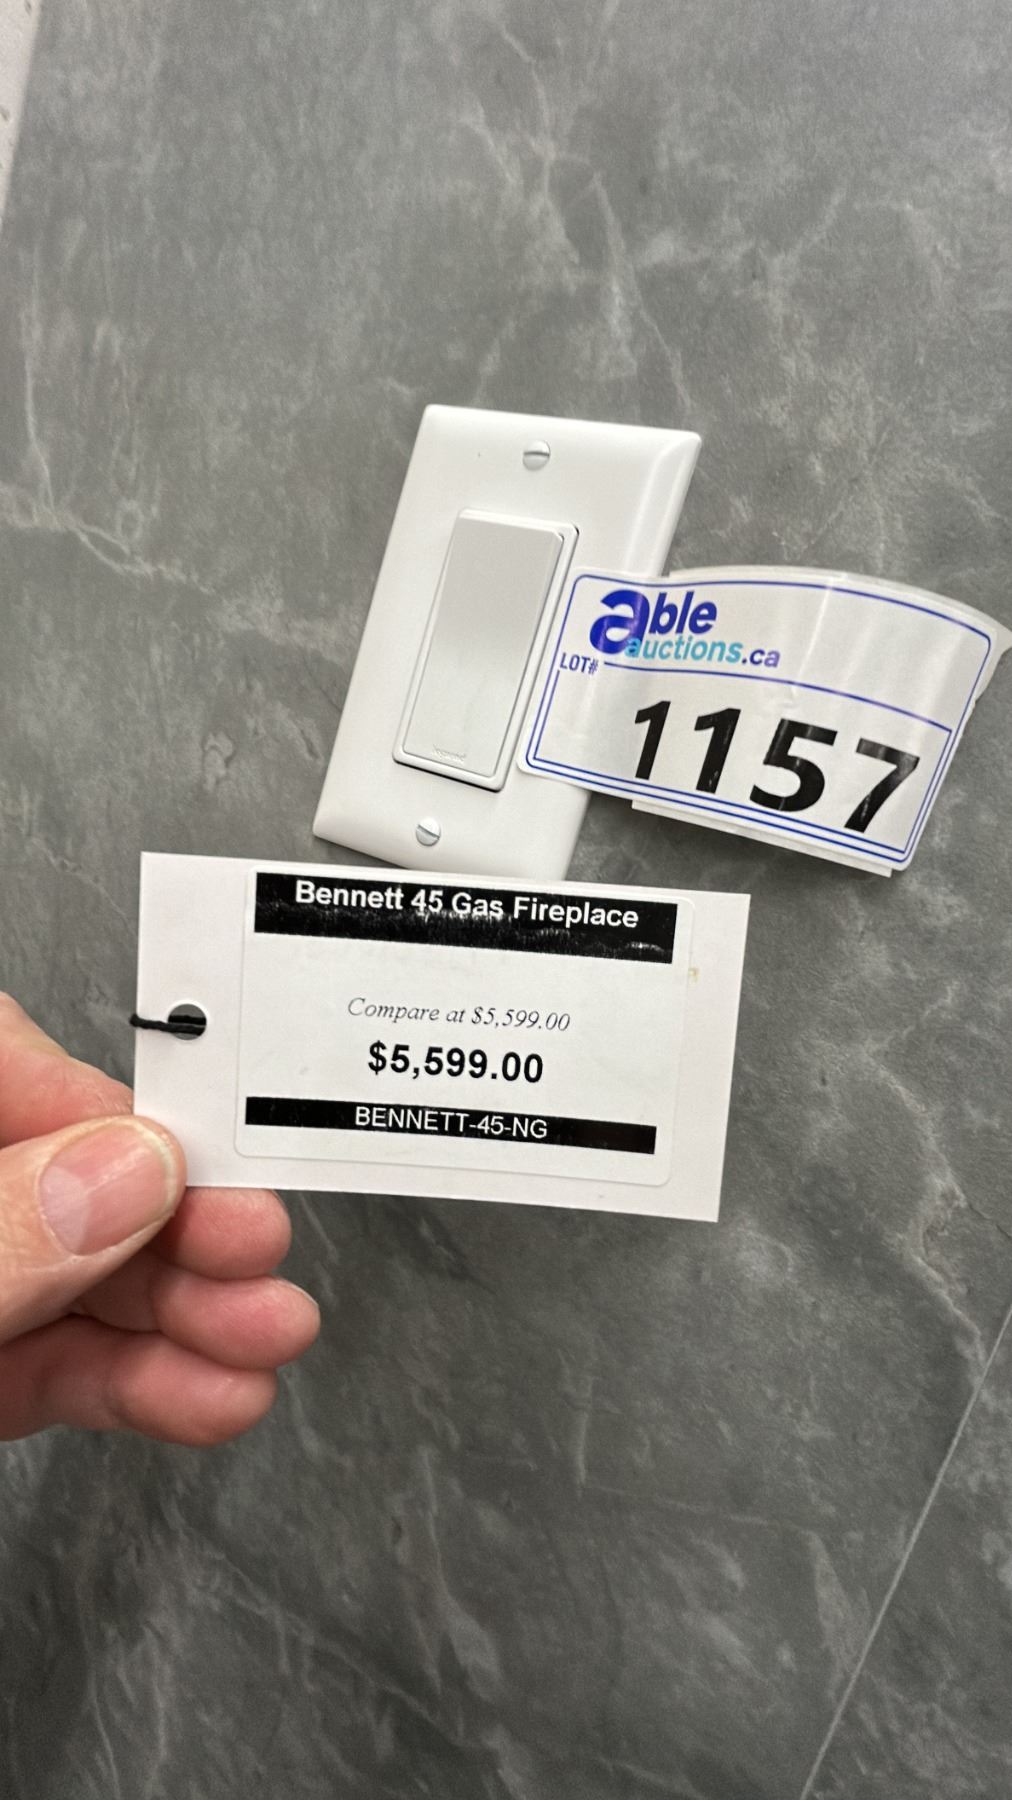 able
auctions.ca
LOT#
1157
Bennett 45 Gas Fireplace
Compare at $5,599.00
$5,599.00
BENNETT-45-NG